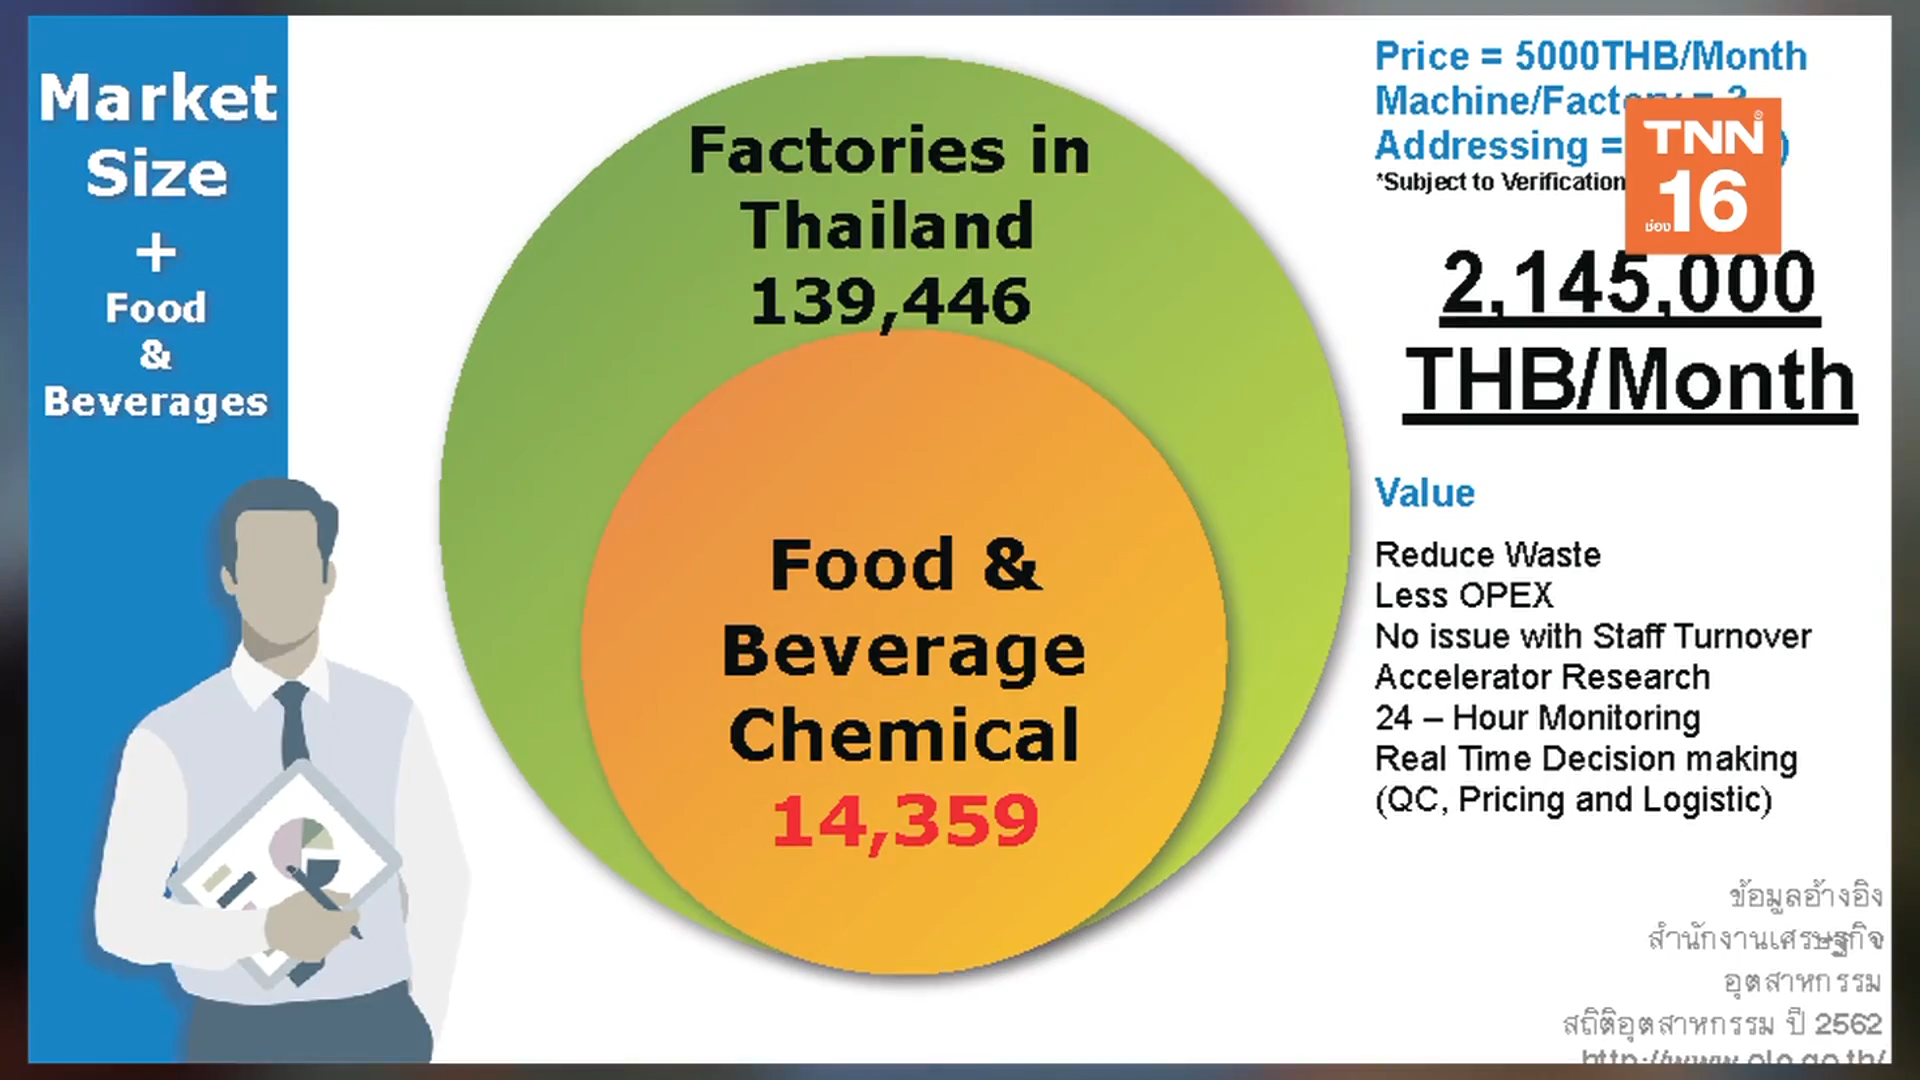 Market
Size
+
Food
&
Beverages
Factories in
Thailand
139,446
Food &
Beverage
Chemical
14,359
Price = 5000THB/Month
Machine/Factory =
Addressing =
*Subject to Verification
TNN
ช่อง16
2,145,000
THB/Month
Value
Reduce Waste
Less OPEX
No issue with Staff Turnover
Accelerator Research
24 – Hour Monitoring
Real Time Decision making
(QC, Pricing and Logistic)
ข้อมูลอ้างอิง
สำนักงานเศรษฐกิจ
อุตสาหกรรม
สถิติอุตสาหกรรม ปี 2562